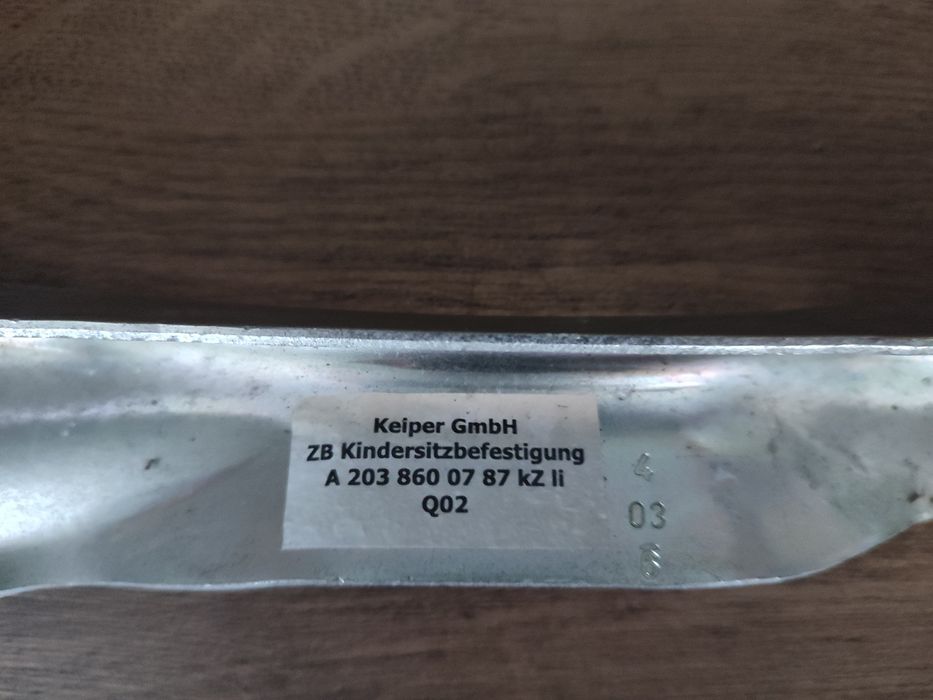 Keiper GmbH
ZB Kindersitzbefestigung
A 203 860 07 87 kZ li
Q02
4
03